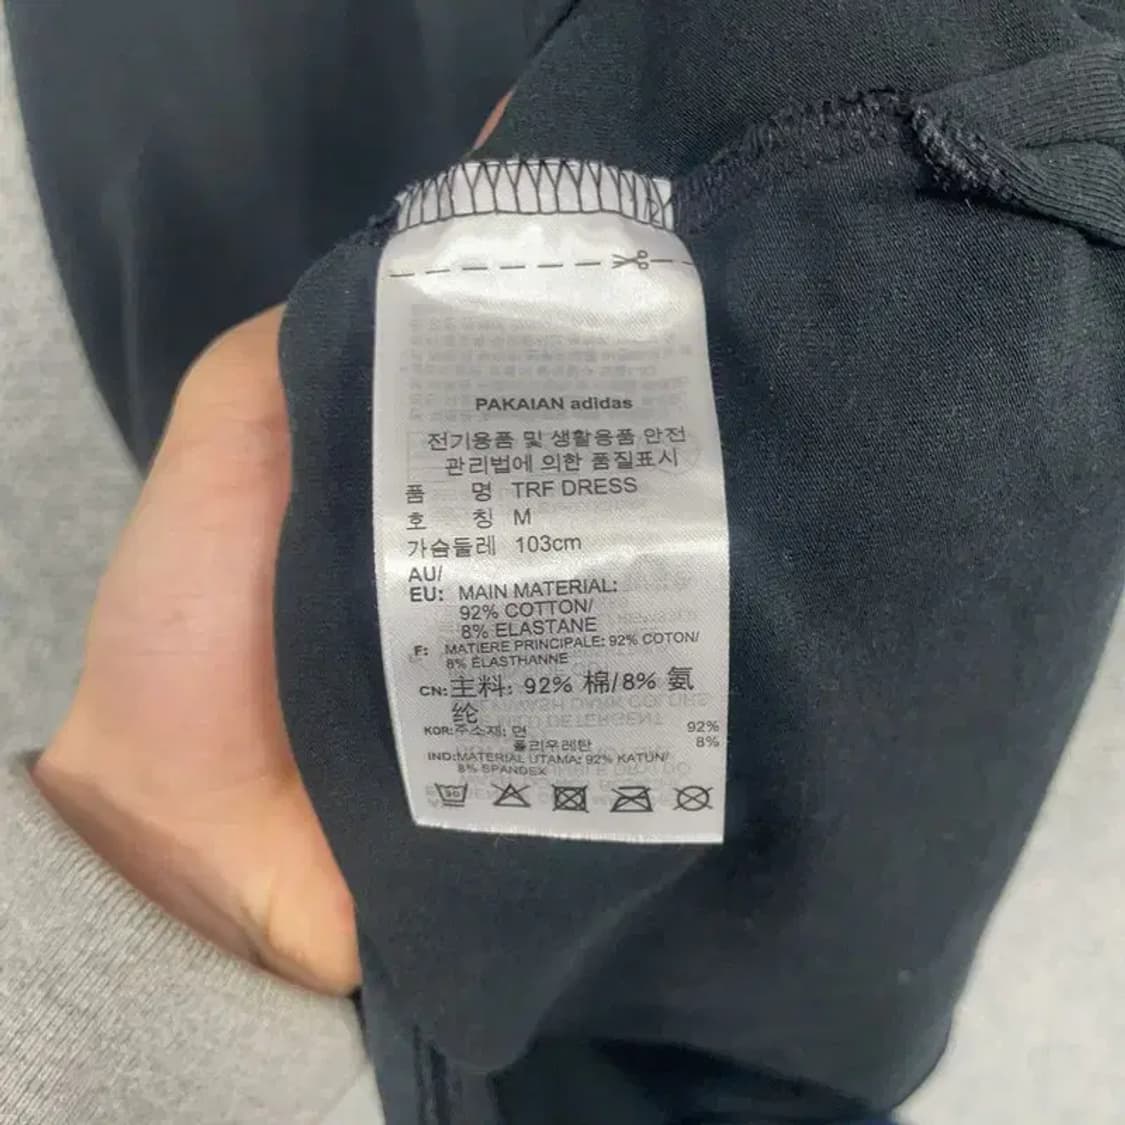 PAKAIAN adidas
전기용품 및 생활용품 안전
관리법에 의한 품질표시
품 명 TRF DRESS
호 칭 M
가슴둘레 103cm
AU/
EU: MAIN MATERIAL:
92% COTTON/
8% ELASTANE
F: MATIERE PRINCIPALE: 92% COTON/
8% ÉLASTHANNE
CN: 主料: 92% 棉/8% 氨
纶
KOR: 주소재: 면 92%
폴리우레탄 8%
IND: MATERIAL UTAMA: 92% KATUN/
8% SPANDEX
30